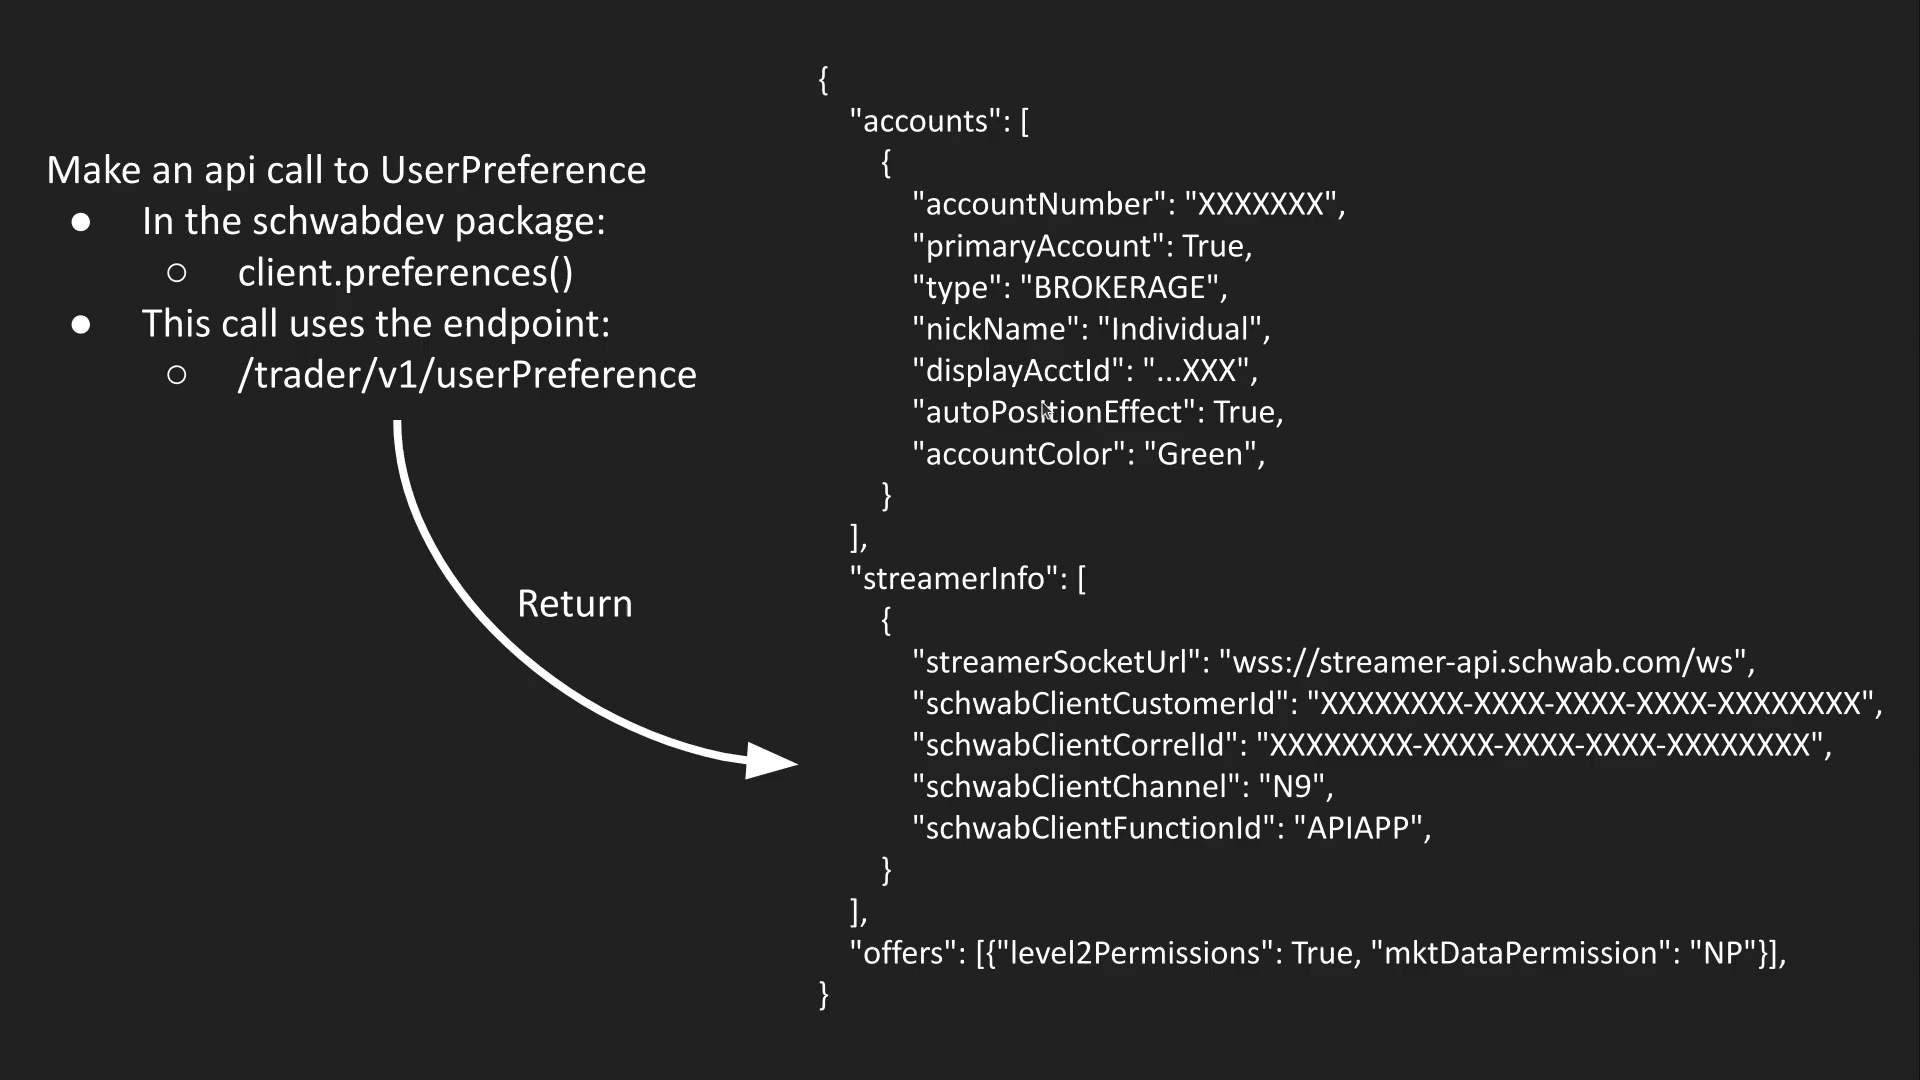 Make an api call to UserPreference
● In the schwabdev package:
○ client.preferences()
● This call uses the endpoint:
○ /trader/v1/userPreference
Return
{
"accounts": [
{
"accountNumber": "XXXXXXX",
"primaryAccount": True,
"type": "BROKERAGE",
"nickName": "Individual",
"displayAcctId": "...XXX",
"autoPositionEffect": True,
"accountColor": "Green",
}
],
"streamerInfo": [
{
"streamerSocketUrl": "wss://streamer-api.schwab.com/ws",
"schwabClientCustomerId": "XXXXXXXX-XXXX-XXXX-XXXX-XXXXXXXX",
"schwabClientCorrelId": "XXXXXXXX-XXXX-XXXX-XXXX-XXXXXXXX",
"schwabClientChannel": "N9",
"schwabClientFunctionId": "APIAPP",
}
],
"offers": [{"level2Permissions": True, "mktDataPermission": "NP"}],
}